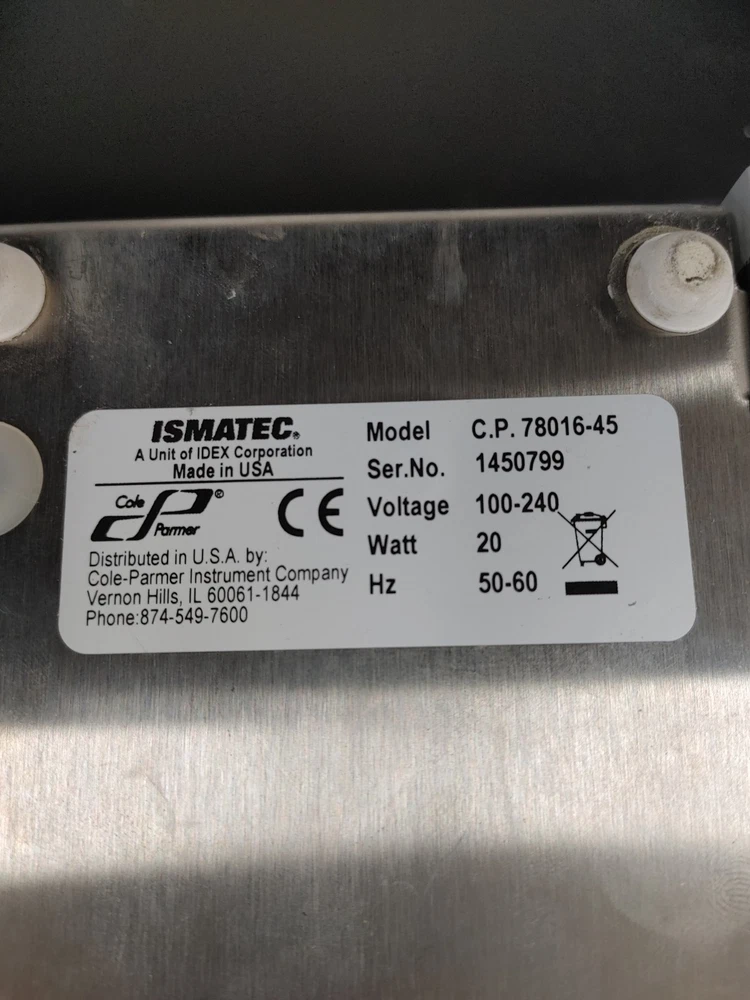 ISMATEC®
A Unit of IDEX Corporation
Made in USA
Cole Parmer®
CE
Distributed in U.S.A. by:
Cole-Parmer Instrument Company
Vernon Hills, IL 60061-1844
Phone:874-549-7600
Model C.P. 78016-45
Ser.No. 1450799
Voltage 100-240
Watt 20
Hz 50-60